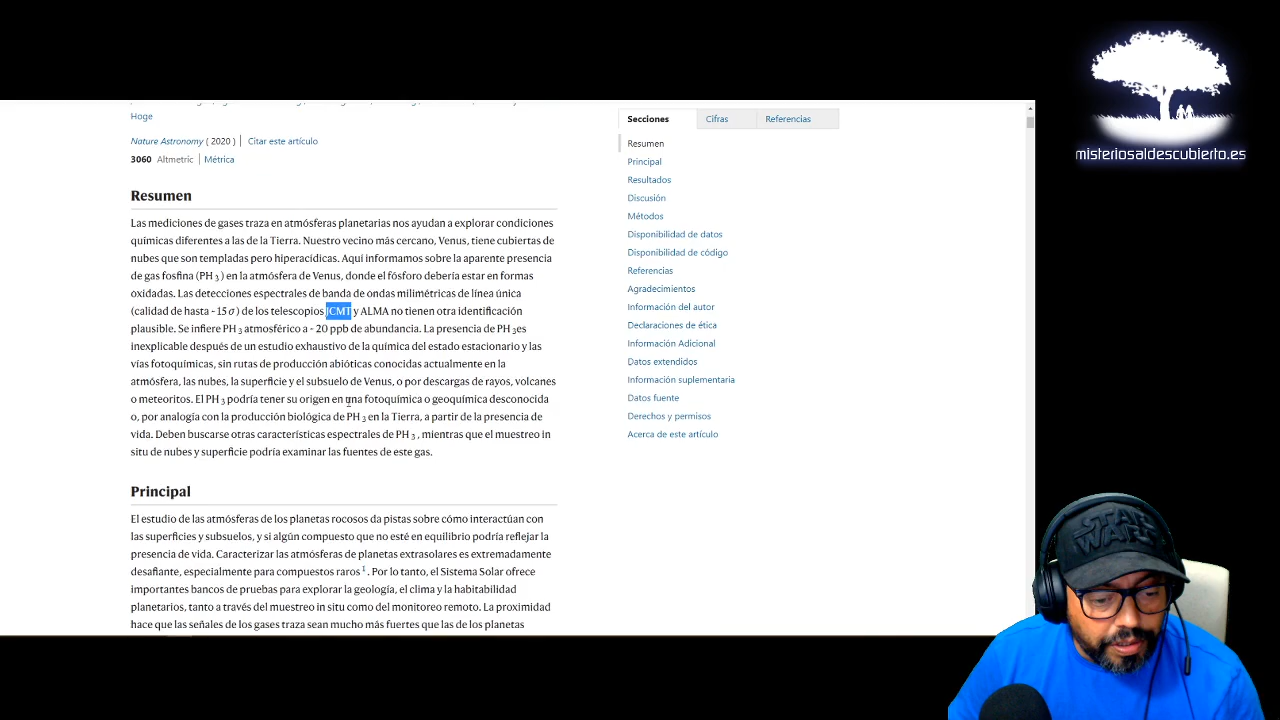 Hoge
Nature Astronomy ( 2020 ) | Citar este artículo
3060 Altmetric | Métrica
Resumen
Las mediciones de gases traza en atmósferas planetarias nos ayudan a explorar condiciones
químicas diferentes a las de la Tierra. Nuestro vecino más cercano, Venus, tiene cubiertas de
nubes que son templadas pero hiperacídicas. Aquí informamos sobre la aparente presencia
de gas fosfina (PH 3 ) en la atmósfera de Venus, donde el fósforo debería estar en formas
oxidadas. Las detecciones espectrales de banda de ondas milimétricas de línea única
(calidad de hasta ~ 15 σ ) de los telescopios JCMT y ALMA no tienen otra identificación
plausible. Se infiere PH 3 atmosférico a ~ 20 ppb de abundancia. La presencia de PH 3es
inexplicable después de un estudio exhaustivo de la química del estado estacionario y las
vías fotoquímicas, sin rutas de producción abióticas conocidas actualmente en la
atmósfera, las nubes, la superficie y el subsuelo de Venus, o por descargas de rayos, volcanes
o meteoritos. El PH 3 podría tener su origen en una fotoquímica o geoquímica desconocida
o, por analogía con la producción biológica de PH 3 en la Tierra, a partir de la presencia de
vida. Deben buscarse otras características espectrales de PH 3 , mientras que el muestreo in
situ de nubes y superficie podría examinar las fuentes de este gas.
Principal
El estudio de las atmósferas de los planetas rocosos da pistas sobre cómo interactúan con
las superficies y subsuelos, y si algún compuesto que no esté en equilibrio podría reflejar la
presencia de vida. Caracterizar las atmósferas de planetas extrasolares es extremadamente
desafiante, especialmente para compuestos raros 1 . Por lo tanto, el Sistema Solar ofrece
importantes bancos de pruebas para explorar la geología, el clima y la habitabilidad
planetarios, tanto a través del muestreo in situ como del monitoreo remoto. La proximidad
hace que las señales de los gases traza sean mucho más fuertes que las de los planetas
Secciones Cifras Referencias
Resumen
Principal
Resultados
Discusión
Métodos
Disponibilidad de datos
Disponibilidad de código
Referencias
Agradecimientos
Información del autor
Declaraciones de ética
Información Adicional
Datos extendidos
Información suplementaria
Datos fuente
Derechos y permisos
Acerca de este artículo
misteriosaldescubierto.es
STAR
WARS